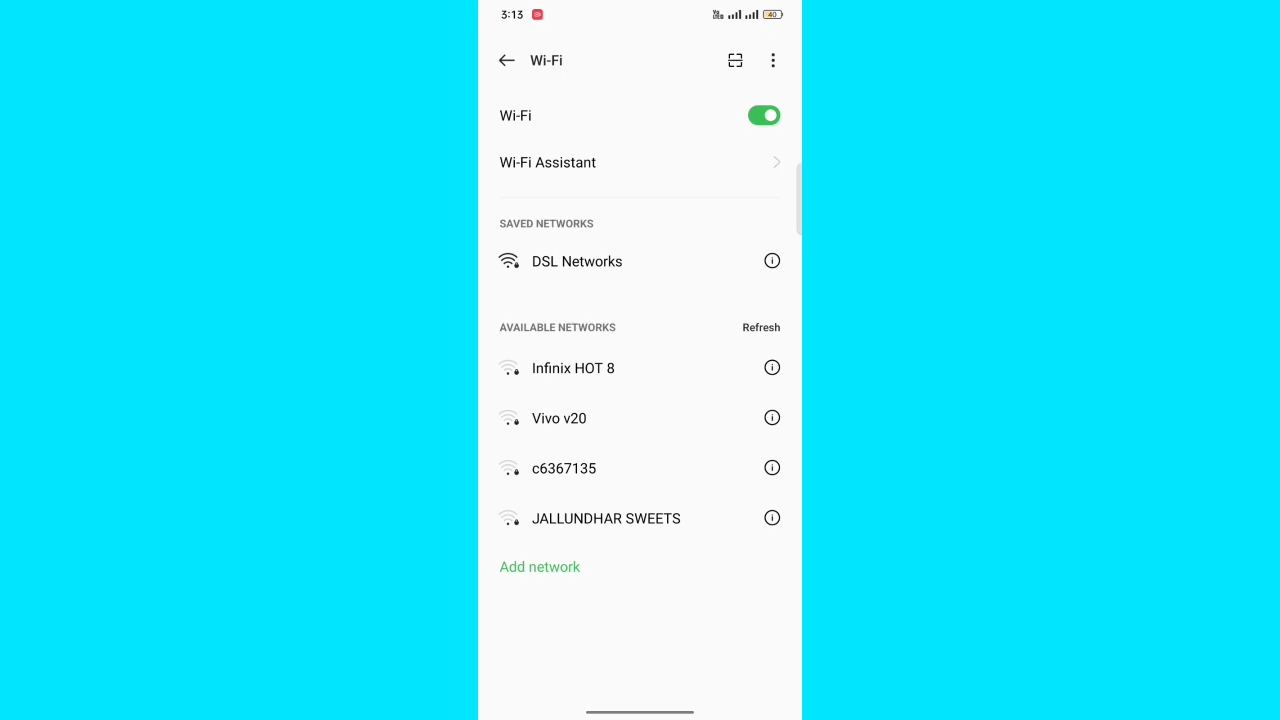 3:13
40
Wi-Fi
Wi-Fi
Wi-Fi Assistant
SAVED NETWORKS
DSL Networks
AVAILABLE NETWORKS Refresh
Infinix HOT 8
Vivo v20
c6367135
JALLUNDHAR SWEETS
Add network